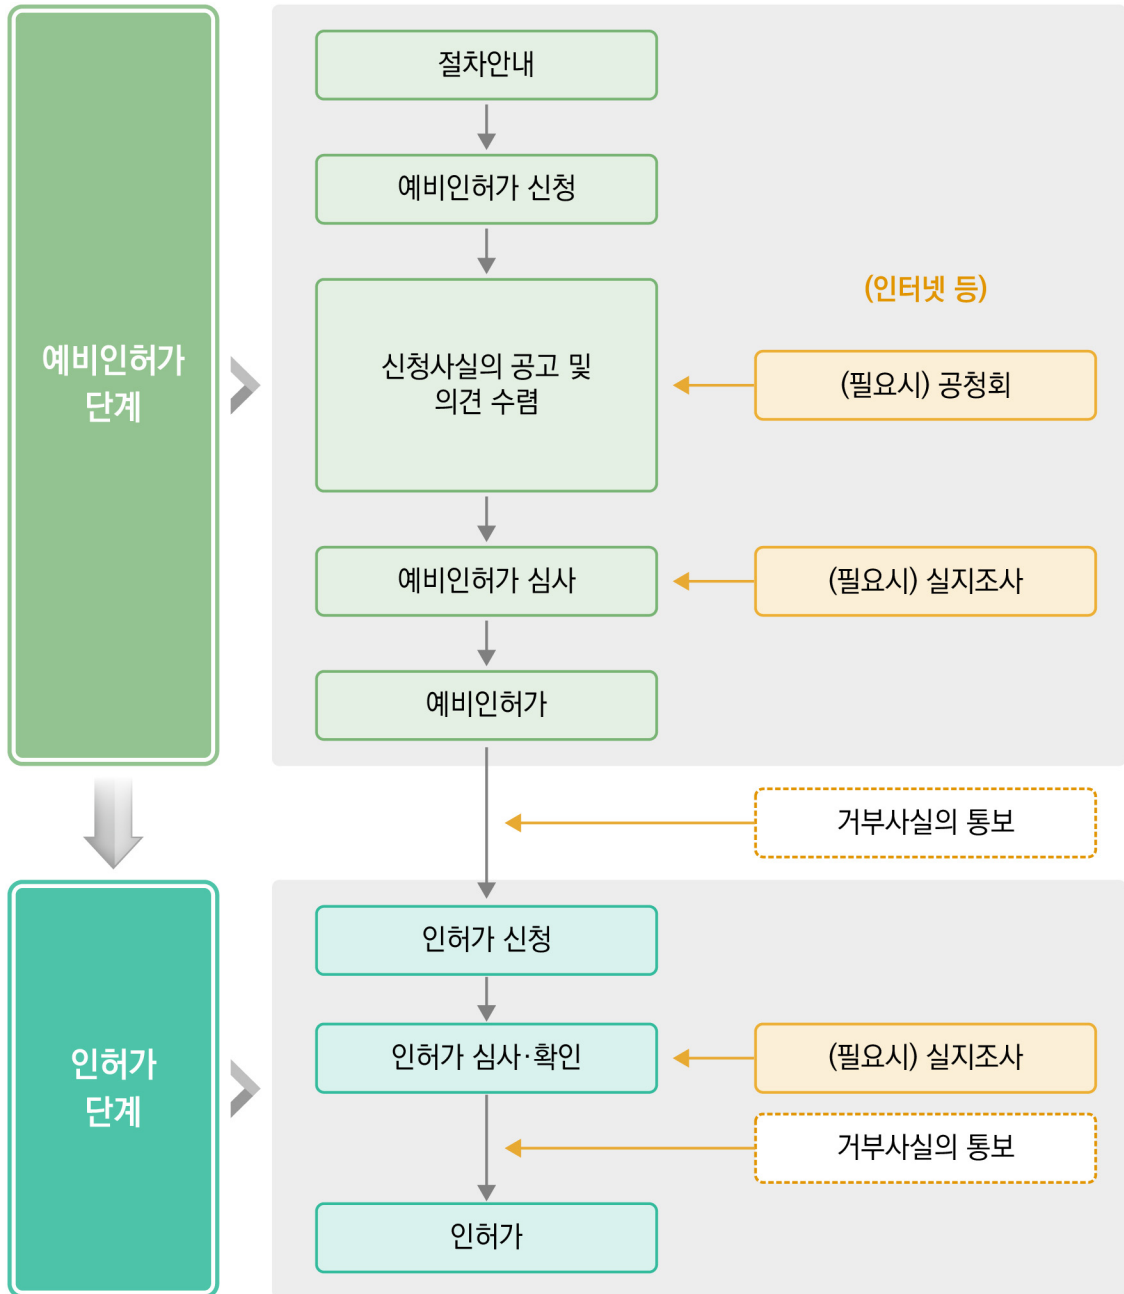 절차안내
예비인허가 신청
(인터넷 등)
예비인허가
단계
신청사실의 공고 및
의견 수렴
(필요시) 공청회
예비인허가 심사
(필요시) 실지조사
예비인허가
거부사실의 통보
인허가 신청
인허가
단계
인허가 심사·확인
(필요시) 실지조사
거부사실의 통보
인허가